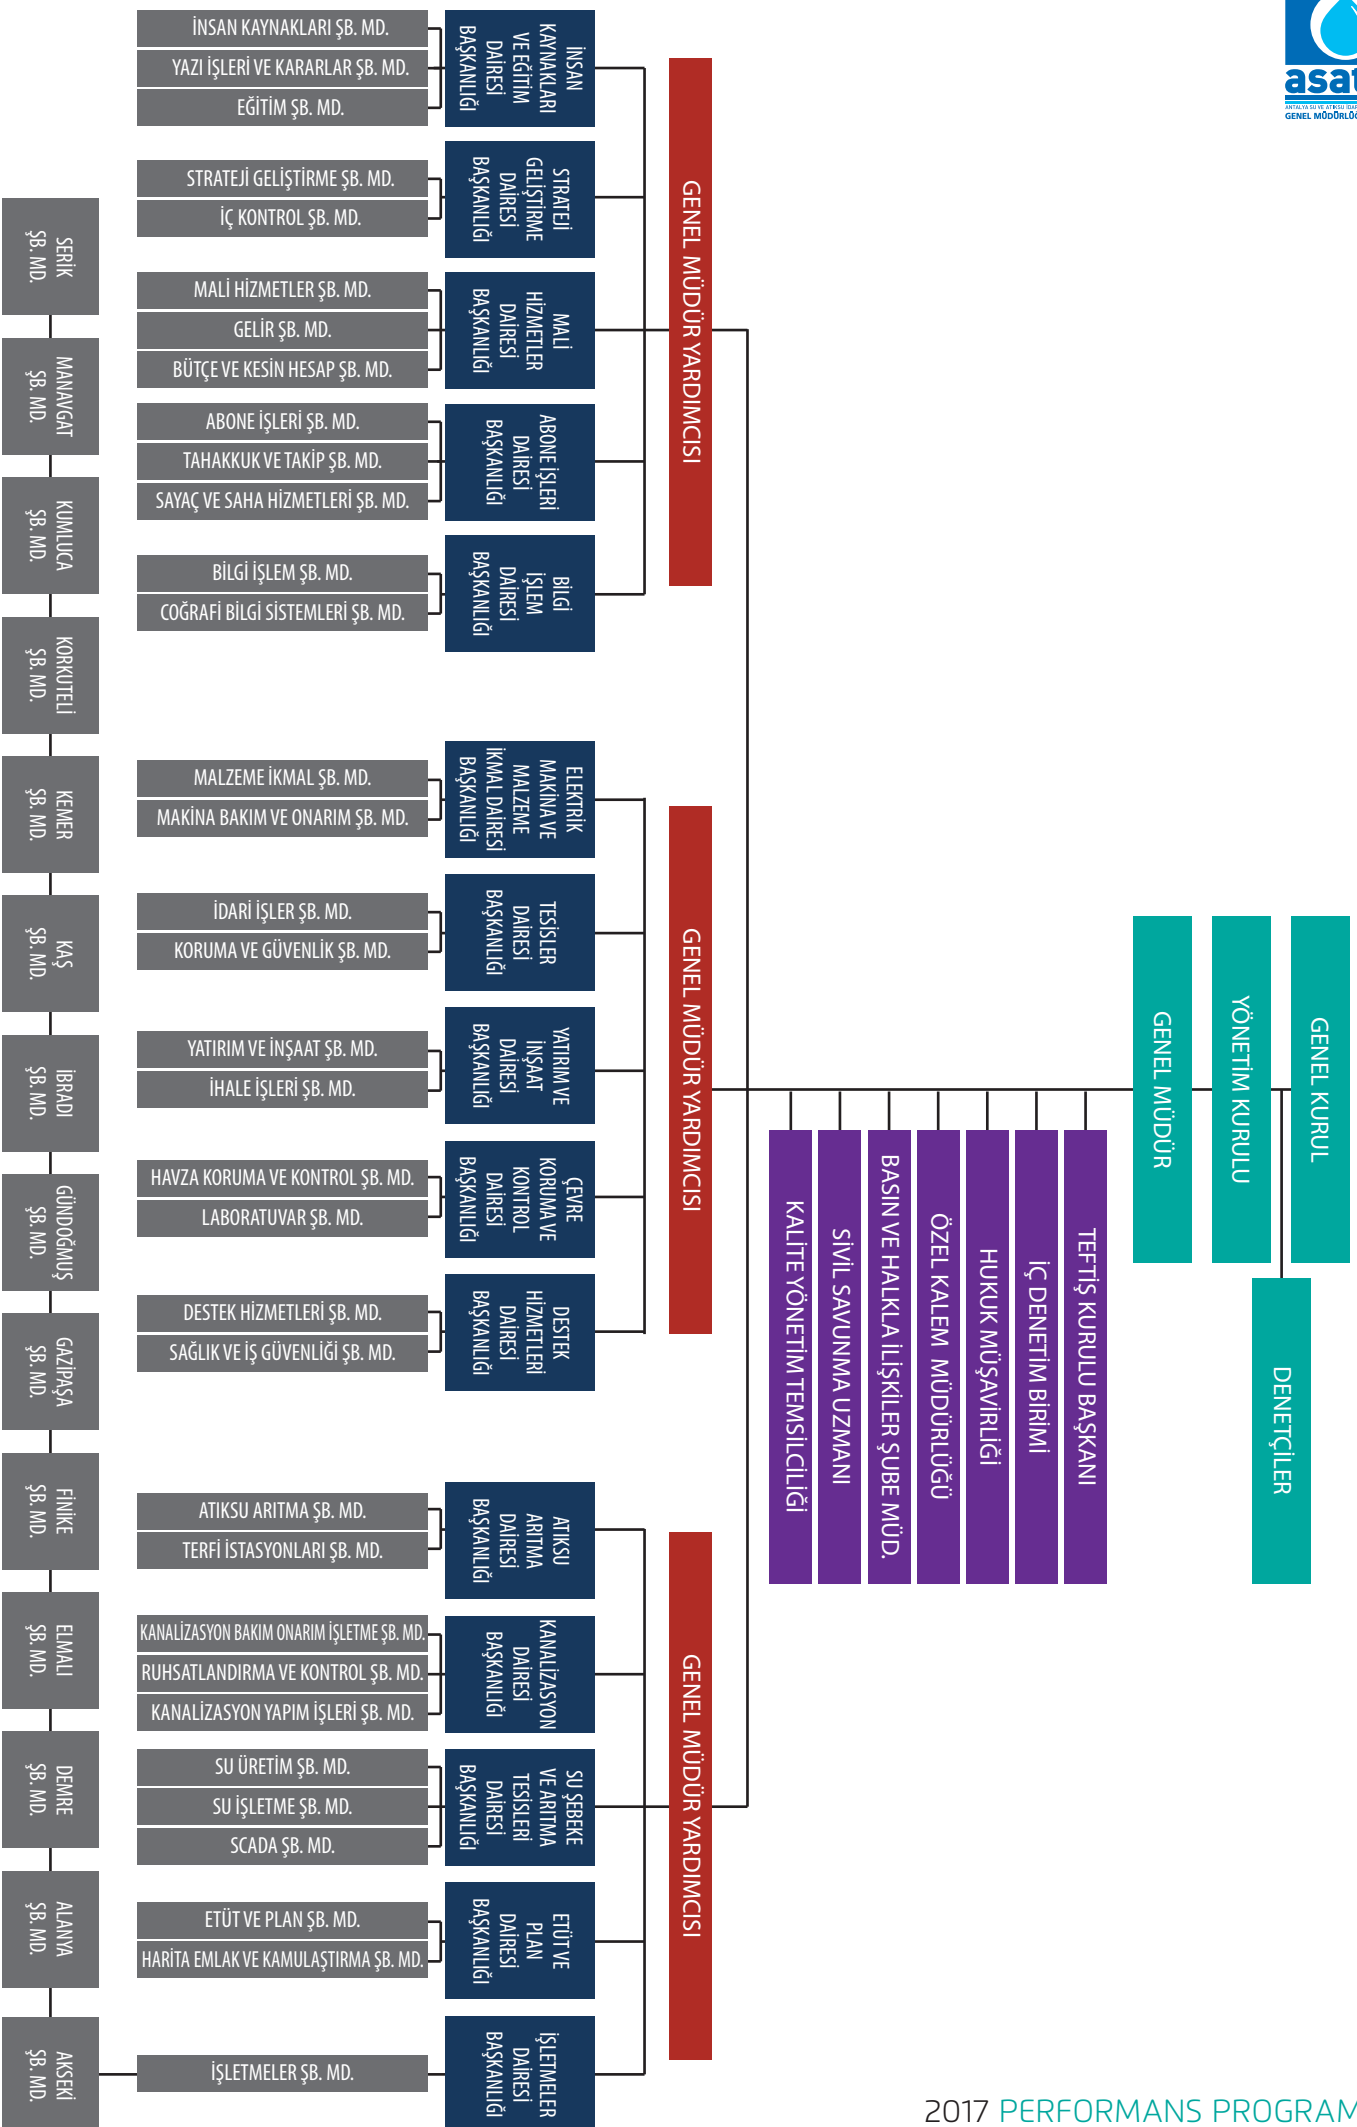 asat
ANTALYA SU VE ATIKSU İDAR
GENEL MÜDÜRLÜĞ
GENEL KURUL
YÖNETİM KURULU
GENEL MÜDÜR
DENETÇİLER
TEFTİŞ KURULU BAŞKANI
İÇ DENETİM BİRİMİ
HUKUK MÜŞAVİRLİĞİ
ÖZEL KALEM MÜDÜRLÜĞÜ
BASIN VE HALKLA İLİŞKİLER ŞUBE MÜD.
SİVİL SAVUNMA UZMANI
KALİTE YÖNETİM TEMSİLCİLİĞİ
GENEL MÜDÜR YARDIMCISI
İNSAN
KAYNAKLARI
VE EĞİTİM
DAİRESİ
BAŞKANLIĞI
İNSAN KAYNAKLARI ŞB. MD.
YAZI İŞLERİ VE KARARLAR ŞB. MD.
EĞİTİM ŞB. MD.
STRATEJİ
GELİŞTİRME
DAİRESİ
BAŞKANLIĞI
STRATEJİ GELİŞTİRME ŞB. MD.
İÇ KONTROL ŞB. MD.
MALİ
HİZMETLER
DAİRESİ
BAŞKANLIĞI
MALİ HİZMETLER ŞB. MD.
GELİR ŞB. MD.
BÜTÇE VE KESİN HESAP ŞB. MD.
ABONE İŞLERİ
DAİRESİ
BAŞKANLIĞI
ABONE İŞLERİ ŞB. MD.
TAHAKKUK VE TAKİP ŞB. MD.
SAYAÇ VE SAHA HİZMETLERİ ŞB. MD.
BİLGİ
İŞLEM
DAİRESİ
BAŞKANLIĞI
BİLGİ İŞLEM ŞB. MD.
COĞRAFİ BİLGİ SİSTEMLERİ ŞB. MD.
GENEL MÜDÜR YARDIMCISI
ELEKTRİK
MAKİNA VE
MALZEME
İKMAL DAİRESİ
BAŞKANLIĞI
MALZEME İKMAL ŞB. MD.
MAKİNA BAKIM VE ONARIM ŞB. MD.
TESİSLER
DAİRESİ
BAŞKANLIĞI
İDARİ İŞLER ŞB. MD.
KORUMA VE GÜVENLİK ŞB. MD.
YATIRIM VE
İNŞAAT
DAİRESİ
BAŞKANLIĞI
YATIRIM VE İNŞAAT ŞB. MD.
İHALE İŞLERİ ŞB. MD.
ÇEVRE
KORUMA VE
KONTROL
DAİRESİ
BAŞKANLIĞI
HAVZA KORUMA VE KONTROL ŞB. MD.
LABORATUVAR ŞB. MD.
DESTEK
HİZMETLERİ
DAİRESİ
BAŞKANLIĞI
DESTEK HİZMETLERİ ŞB. MD.
SAĞLIK VE İŞ GÜVENLİĞİ ŞB. MD.
GENEL MÜDÜR YARDIMCISI
ATIKSU
ARITMA
DAİRESİ
BAŞKANLIĞI
ATIKSU ARITMA ŞB. MD.
TERFİ İSTASYONLARI ŞB. MD.
KANALİZASYON
DAİRESİ
BAŞKANLIĞI
KANALİZASYON BAKIM ONARIM İŞLETME ŞB. MD.
RUHSATLANDIRMA VE KONTROL ŞB. MD.
KANALİZASYON YAPIM İŞLERİ ŞB. MD.
SU ŞEBEKE
VE ARITMA
TESİSLERİ
DAİRESİ
BAŞKANLIĞI
SU ÜRETİM ŞB. MD.
SU İŞLETME ŞB. MD.
SCADA ŞB. MD.
ETÜT VE
PLAN
DAİRESİ
BAŞKANLIĞI
ETÜT VE PLAN ŞB. MD.
HARİTA EMLAK VE KAMULAŞTIRMA ŞB. MD.
İŞLETMELER
DAİRESİ
BAŞKANLIĞI
İŞLETMELER ŞB. MD.
SERİK
ŞB. MD.
MANAVGAT
ŞB. MD.
KUMLUCA
ŞB. MD.
KORKUTELİ
ŞB. MD.
KEMER
ŞB. MD.
KAŞ
ŞB. MD.
İBRADI
ŞB. MD.
GÜNDOĞMUŞ
ŞB. MD.
GAZİPAŞA
ŞB. MD.
FİNİKE
ŞB. MD.
ELMALI
ŞB. MD.
DEMRE
ŞB. MD.
ALANYA
ŞB. MD.
AKSEKİ
ŞB. MD.
2017 PERFORMANS PROGRAM